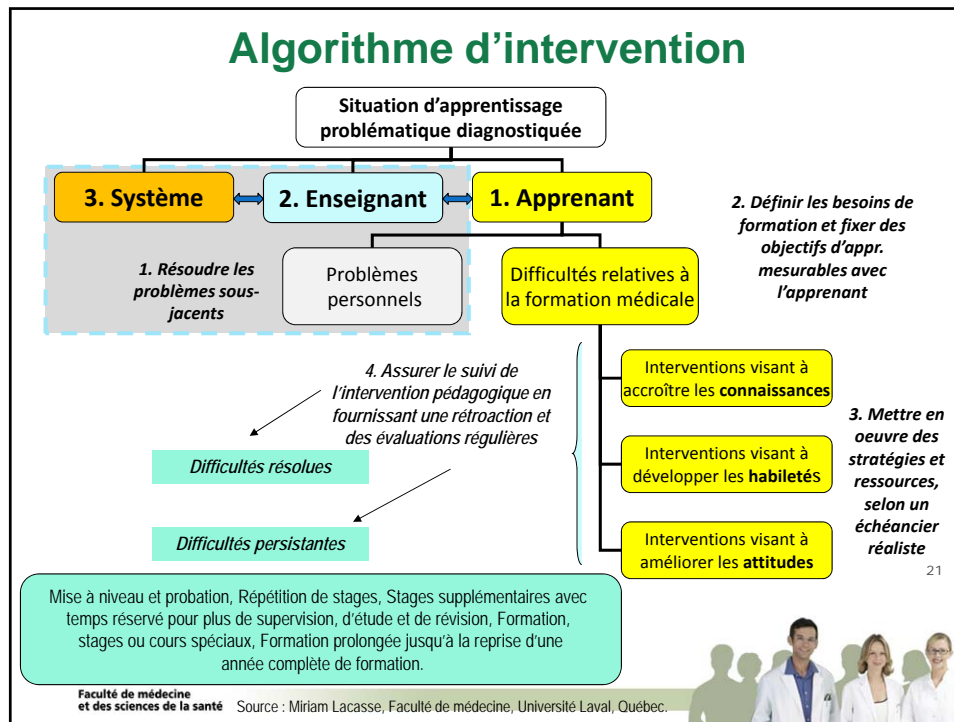 Algorithme d'intervention
Situation d'apprentissage
problématique diagnostiquée
3. Système
2. Enseignant
1. Apprenant
2. Définir les besoins de
formation et fixer des
objectifs d'appr.
mesurables avec
l'apprenant
1. Résoudre les
problèmes sous-
jacents
Problèmes
personnels
Difficultés relatives à
la formation médicale
4. Assurer le suivi de
l'intervention pédagogique en
fournissant une rétroaction et
des évaluations régulières
Interventions visant à
accroître les connaissances
Interventions visant à
développer les habiletés
Interventions visant à
améliorer les attitudes
3. Mettre en
oeuvre des
stratégies et
ressources,
selon un
échéancier
réaliste
Difficultés résolues
Difficultés persistantes
21
Mise à niveau et probation, Répétition de stages, Stages supplémentaires avec
temps réservé pour plus de supervision, d'étude et de révision, Formation,
stages ou cours spéciaux, Formation prolongée jusqu'à la reprise d'une
année complète de formation.
Faculté de médecine
et des sciences de la santé
Source : Miriam Lacasse, Faculté de médecine, Université Laval, Québec.